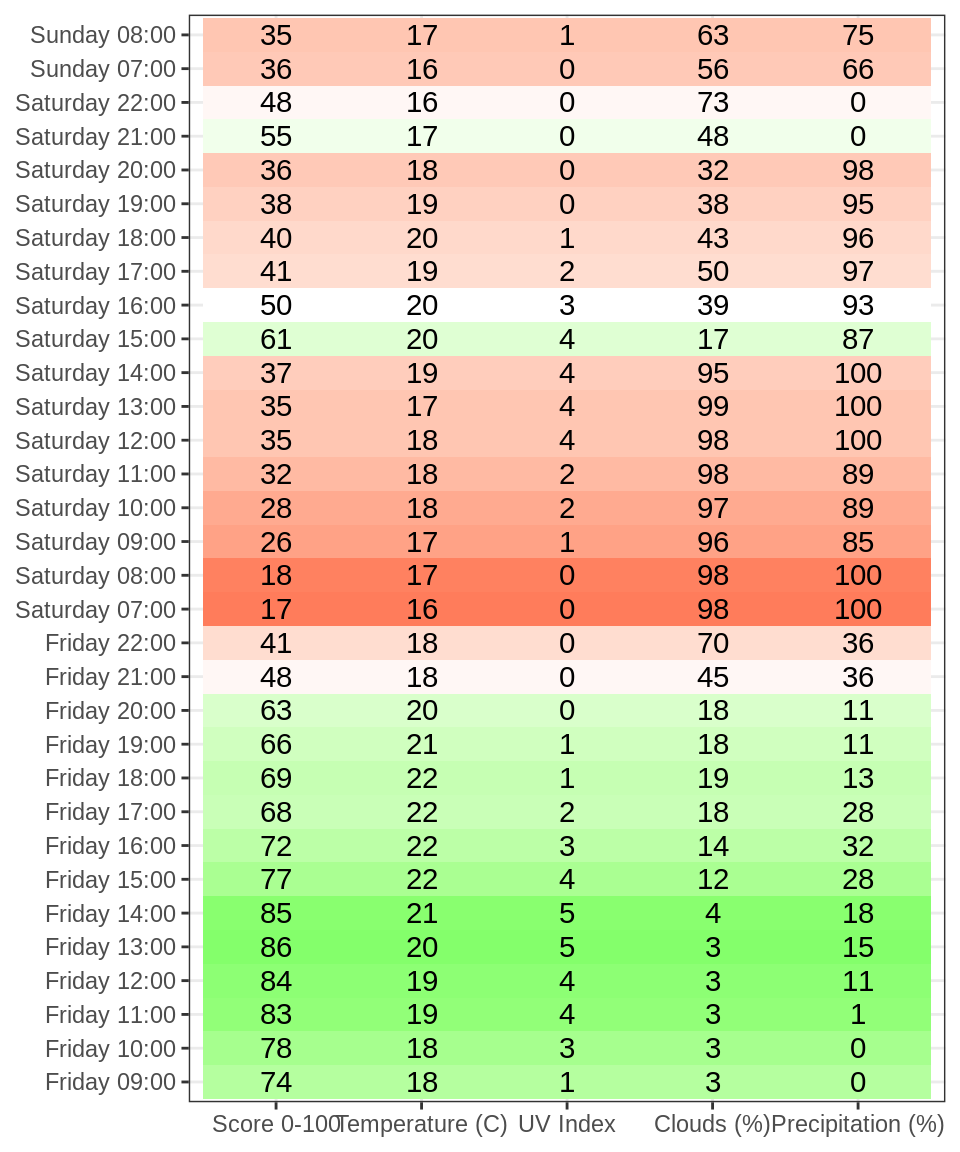 Sunday 08:00 35 17 1 63 75
Sunday 07:00 36 16 0 56 66
Saturday 22:00 48 16 0 73 0
Saturday 21:00 55 17 0 48 0
Saturday 20:00 36 18 0 32 98
Saturday 19:00 38 19 0 38 95
Saturday 18:00 40 20 1 43 96
Saturday 17:00 41 19 2 50 97
Saturday 16:00 50 20 3 39 93
Saturday 15:00 61 20 4 17 87
Saturday 14:00 37 19 4 95 100
Saturday 13:00 35 17 4 99 100
Saturday 12:00 35 18 4 98 100
Saturday 11:00 32 18 2 98 89
Saturday 10:00 28 18 2 97 89
Saturday 09:00 26 17 1 96 85
Saturday 08:00 18 17 0 98 100
Saturday 07:00 17 16 0 98 100
Friday 22:00 41 18 0 70 36
Friday 21:00 48 18 0 45 36
Friday 20:00 63 20 0 18 11
Friday 19:00 66 21 1 18 11
Friday 18:00 69 22 1 19 13
Friday 17:00 68 22 2 18 28
Friday 16:00 72 22 3 14 32
Friday 15:00 77 22 4 12 28
Friday 14:00 85 21 5 4 18
Friday 13:00 86 20 5 3 15
Friday 12:00 84 19 4 3 11
Friday 11:00 83 19 4 3 1
Friday 10:00 78 18 3 3 0
Friday 09:00 74 18 1 3 0
Score 0-100 Temperature (C) UV Index Clouds (%) Precipitation (%)